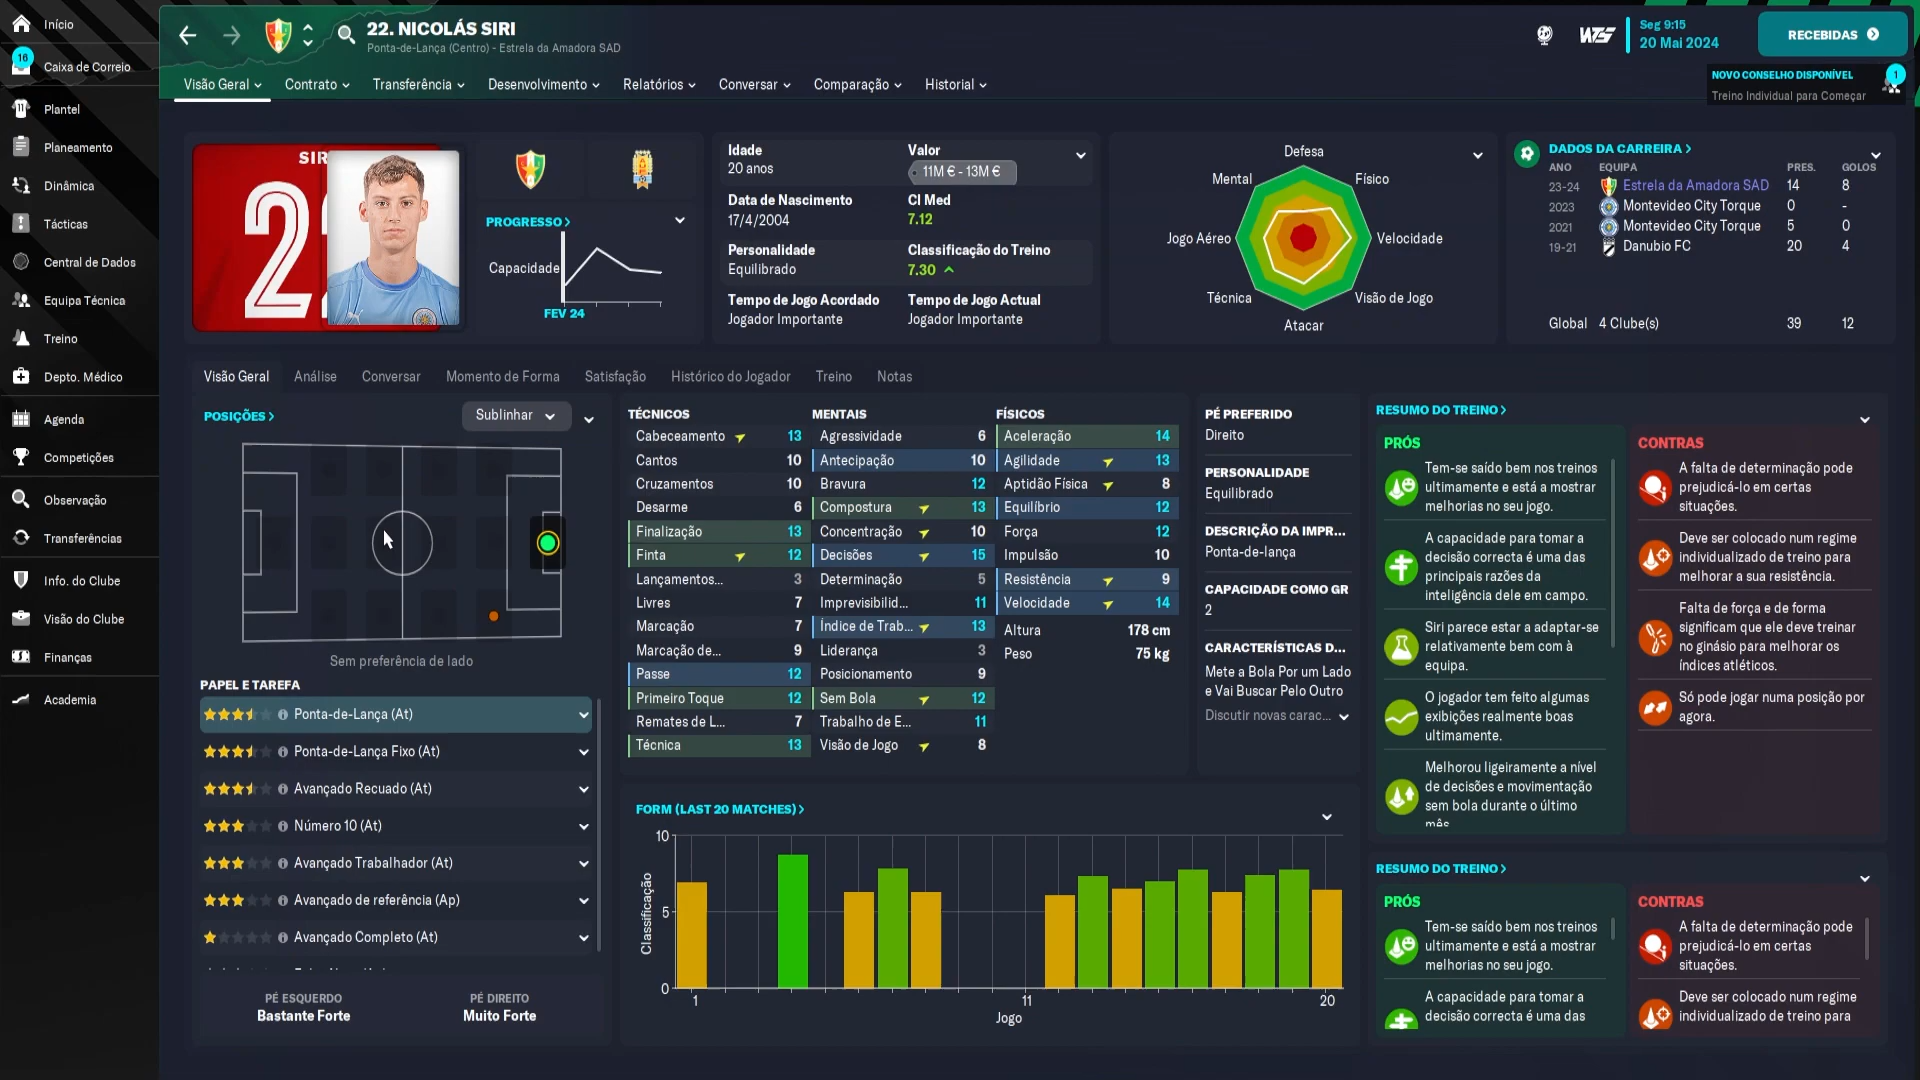 Início
16
Caixa de Correio
Plantel
Planeamento
Dinâmica
Tácticas
Central de Dados
Equipa Técnica
Treino
Depto. Médico
Agenda
Competições
Observação
Transferências
Info. do Clube
Visão do Clube
Finanças
Academia
22. NICOLÁS SIRI
Ponta-de-Lança (Centro) - Estrela da Amadora SAD
Seg 9:15
20 Mai 2024
RECEBIDAS
Visão Geral
Contrato
Transferência
Desenvolvimento
Relatórios
Conversar
Comparação
Historial
NOVO CONSELHO DISPONÍVEL
1
Treino Individual para Começar
PROGRESSO
Capacidade
FEV 24
Idade
20 anos
Valor
11M € - 13M €
Data de Nascimento
17/4/2004
Cl Med
7.12
Personalidade
Equilibrado
Classificação do Treino
7.30
Tempo de Jogo Acordado
Jogador Importante
Tempo de Jogo Actual
Jogador Importante
Defesa
Mental
Físico
Jogo Aéreo
Velocidade
Técnica
Visão de Jogo
Atacar
DADOS DA CARREIRA
ANO EQUIPA PRES. GOLOS
23-24 Estrela da Amadora SAD 14 8
2023 Montevideo City Torque 0 -
2021 Montevideo City Torque 5 0
19-21 Danubio FC 20 4
Global 4 Clube(s) 39 12
Visão Geral
Análise
Conversar
Momento de Forma
Satisfação
Histórico do Jogador
Treino
Notas
POSIÇÕES
Sublinhar
Sem preferência de lado
PAPEL E TAREFA
Ponta-de-Lança (At)
Ponta-de-Lança Fixo (At)
Avançado Recuado (At)
Número 10 (At)
Avançado Trabalhador (At)
Avançado de referência (Ap)
Avançado Completo (At)
PÉ ESQUERDO
Bastante Forte
PÉ DIREITO
Muito Forte
TÉCNICOS
Cabeceamento 13
Cantos 10
Cruzamentos 10
Desarme 6
Finalização 13
Finta 12
Lançamentos... 3
Livres 7
Marcação 7
Marcação de... 9
Passe 12
Primeiro Toque 12
Remates de L... 7
Técnica 13
MENTAIS
Agressividade 6
Antecipação 10
Bravura 12
Compostura 13
Concentração 10
Decisões 15
Determinação 5
Imprevisibilid... 11
Índice de Trab... 13
Liderança 3
Posicionamento 9
Sem Bola 12
Trabalho de E... 11
Visão de Jogo 8
FÍSICOS
Aceleração 14
Agilidade 13
Aptidão Física 8
Equilíbrio 12
Força 12
Impulsão 10
Resistência 9
Velocidade 14
Altura 178 cm
Peso 75 kg
PÉ PREFERIDO
Direito
PERSONALIDADE
Equilibrado
DESCRIÇÃO DA IMPR...
Ponta-de-lança
CAPACIDADE COMO GR
2
CARACTERÍSTICAS D...
Mete a Bola Por um Lado
e Vai Buscar Pelo Outro
Discutir novas carac...
FORM (LAST 20 MATCHES)
10
5
0
Classificação
1
11
20
Jogo
RESUMO DO TREINO
PRÓS
Tem-se saído bem nos treinos
ultimamente e está a mostrar
melhorias no seu jogo.
A capacidade para tomar a
decisão correcta é uma das
principais razões da
inteligência dele em campo.
Siri parece estar a adaptar-se
relativamente bem com à
equipa.
O jogador tem feito algumas
exibições realmente boas
ultimamente.
Melhorou ligeiramente a nível
de decisões e movimentação
sem bola durante o último
mês
CONTRAS
A falta de determinação pode
prejudicá-lo em certas
situações.
Deve ser colocado num regime
individualizado de treino para
melhorar a sua resistência.
Falta de força e de forma
significam que ele deve treinar
no ginásio para melhorar os
índices atléticos.
Só pode jogar numa posição por
agora.
RESUMO DO TREINO
PRÓS
Tem-se saído bem nos treinos
ultimamente e está a mostrar
melhorias no seu jogo.
A capacidade para tomar a
decisão correcta é uma das
CONTRAS
A falta de determinação pode
prejudicá-lo em certas
situações.
Deve ser colocado num regime
individualizado de treino para